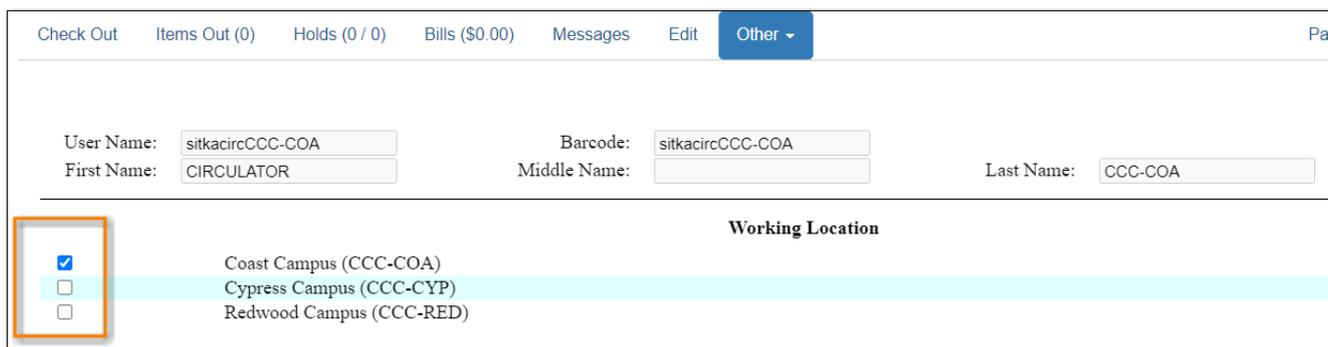 Check Out Items Out (0) Holds (0 / 0) Bills ($0.00) Messages Edit Other Pa
User Name: sitkacircCCC-COA Barcode: sitkacircCCC-COA
First Name: CIRCULATOR Middle Name: Last Name: CCC-COA
Working Location
Coast Campus (CCC-COA)
Cypress Campus (CCC-CYP)
Redwood Campus (CCC-RED)